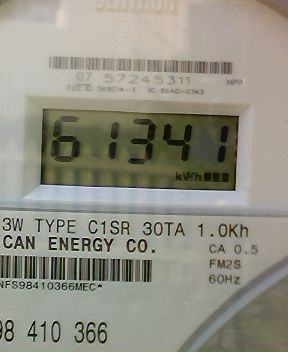 CENTRON
07 57245311
61341
kWh
3W TYPE C1SR 30TA 1.0Kh
CAN ENERGY CO.
CA 0.5
FM2S
60Hz
NFS98410366MEC*
98 410 366